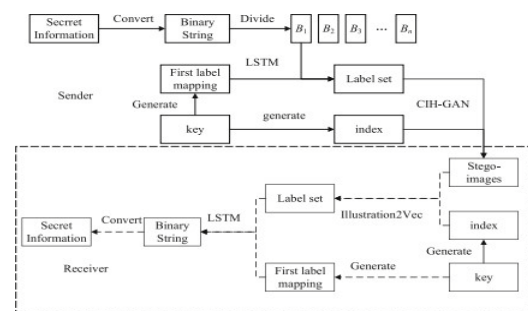 Secrret
Information
Convert
Binary
String
Divide
B1 B2 B3 ... Bn
First label
mapping
LSTM
Label set
Sender
Generate
CIH-GAN
key
generate
index
Stego-
images
Label set
Illustration2Vec
Secret
Information
Convert
Binary
String
LSTM
index
Generate
Receiver
First label
mapping
Generate
key